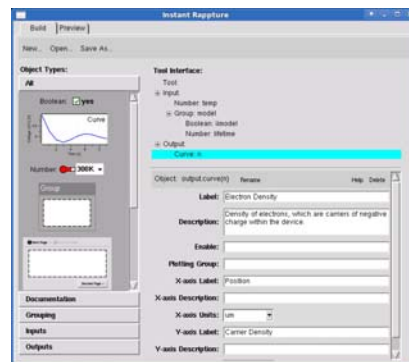 Instant Rappture
Build Preview
New... Open... Save As...
Object Types:
All
Boolean: yes
Curve
Number: 300K
Group
Documentation
Grouping
Inputs
Outputs
Tool Interface:
Tool
Input
Number: temp
Group: model
Boolean:
Number: lifetime
Output
Curve: n
Object: (output.curve(n) Rename Help Delete
Label: Electron Density
Description: Density of electrons, which are carriers of negative
charge within the device.
Enable:
Plotting Group:
X-axis Label: Position
X-axis Description:
X-axis Units: um
Y-axis Label: Carrier Density
Y-axis Description: